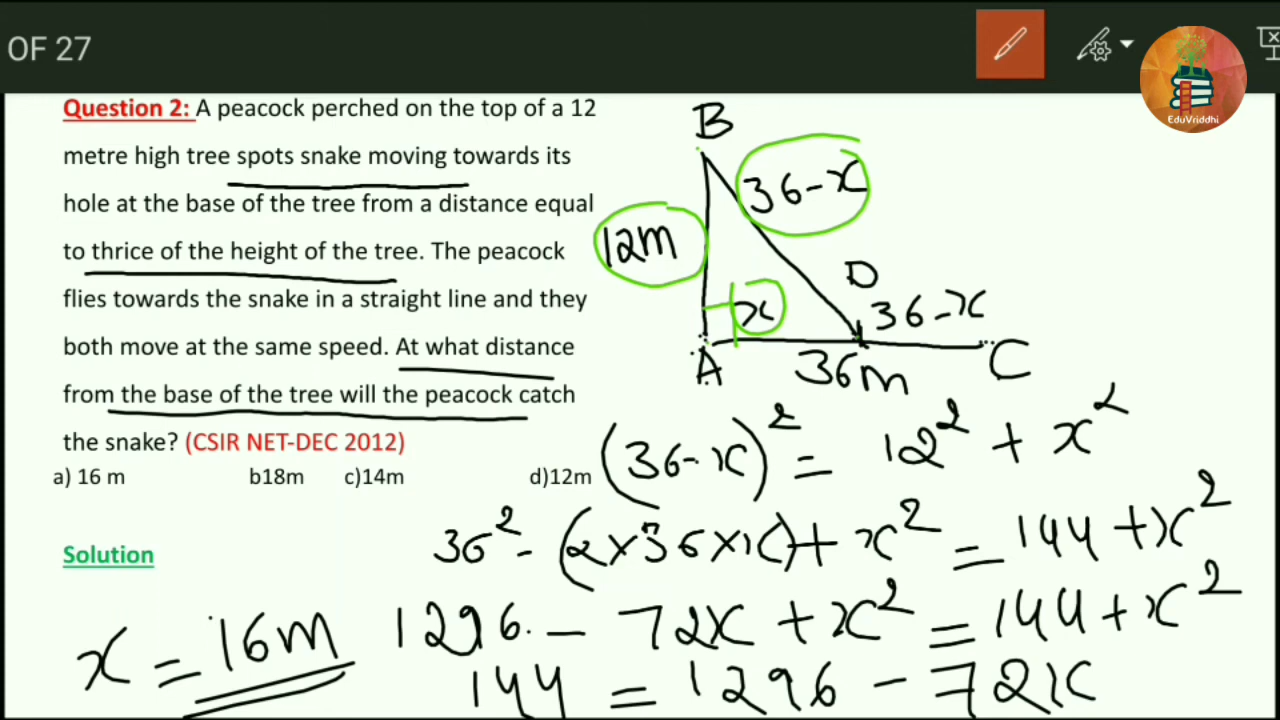 OF 27
EduVriddhi
Question 2: A peacock perched on the top of a 12
metre high tree spots snake moving towards its
hole at the base of the tree from a distance equal
to thrice of the height of the tree. The peacock
flies towards the snake in a straight line and they
both move at the same speed. At what distance
from the base of the tree will the peacock catch
the snake? (CSIR NET-DEC 2012)
a) 16 m b18m c)14m d)12m
Solution
x = 16m
B
36-x
12m
D
x
36-x
A
36m
C
(36-x)² = 12² + x²
36² - (2×36×x)+ x² = 144+x²
1296 - 72x + x² = 144+x²
144 = 1296 - 72x